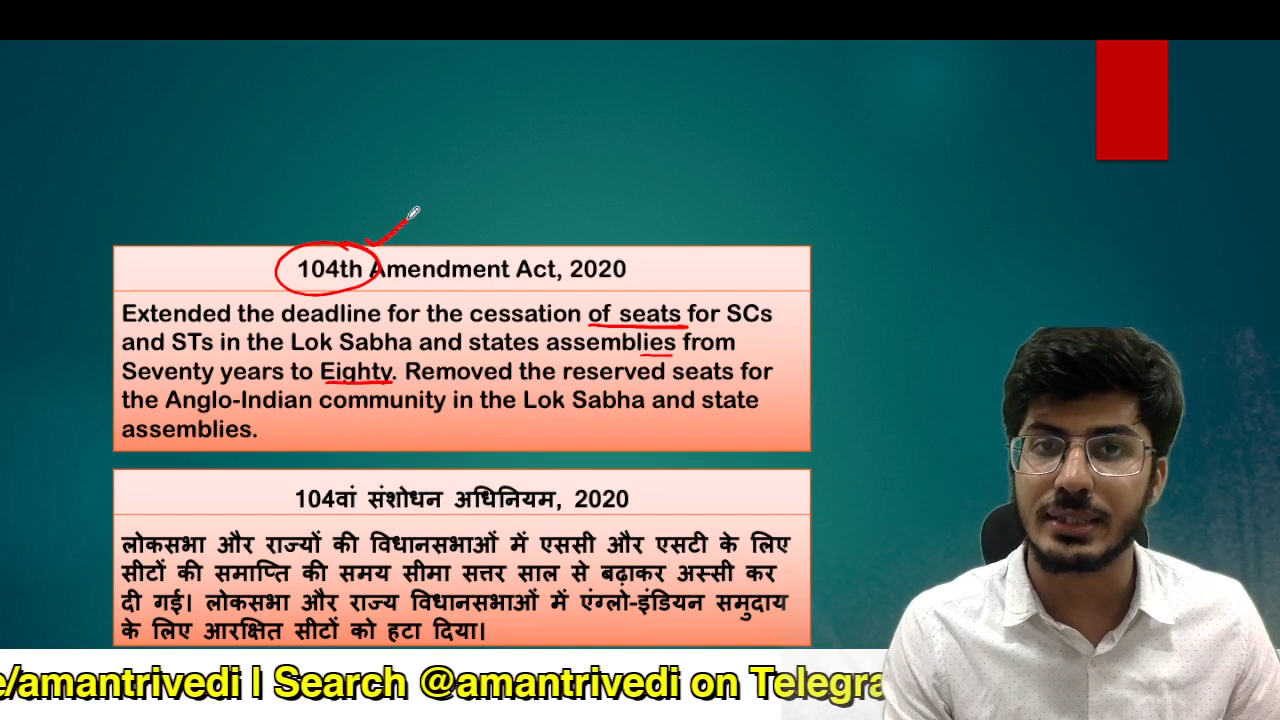 104th Amendment Act, 2020
Extended the deadline for the cessation of seats for SCs
and STs in the Lok Sabha and states assemblies from
Seventy years to Eighty. Removed the reserved seats for
the Anglo-Indian community in the Lok Sabha and state
assemblies.
104वां संशोधन अधिनियम, 2020
लोकसभा और राज्यों की विधानसभाओं में एससी और एसटी के लिए
सीटों की समाप्ति की समय सीमा सत्तर साल से बढ़ाकर अस्सी कर
दी गई। लोकसभा और राज्य विधानसभाओं में एंग्लो-इंडियन समुदाय
के लिए आरक्षित सीटों को हटा दिया।
e/amantrivedi | Search @amantrivedi on Telegra